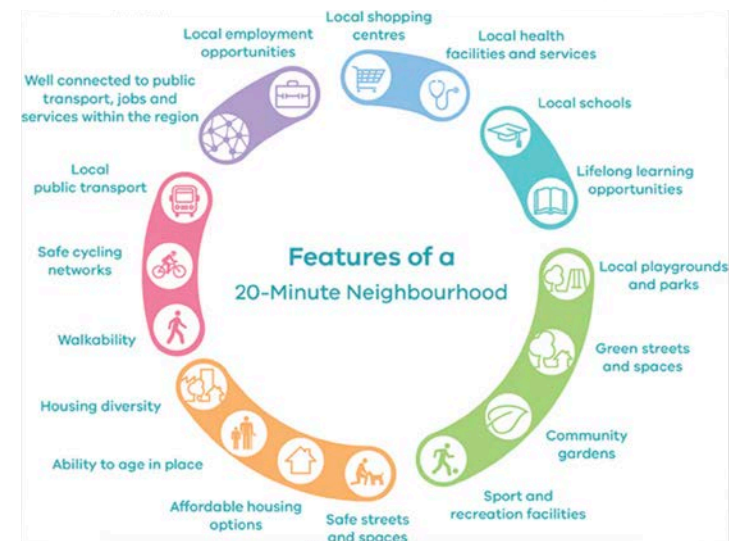 Local shopping
centres
Local health
facilities and services
Local schools
Lifelong learning
opportunities
Local playgrounds
and parks
Green streets
and spaces
Community
gardens
Sport and
recreation facilities
Safe streets
and spaces
Affordable housing
options
Ability to age in place
Housing diversity
Walkability
Safe cycling
networks
Local
public transport
Well connected to public
transport, jobs and
services within the region
Local employment
opportunities
Features of a
20-Minute Neighbourhood